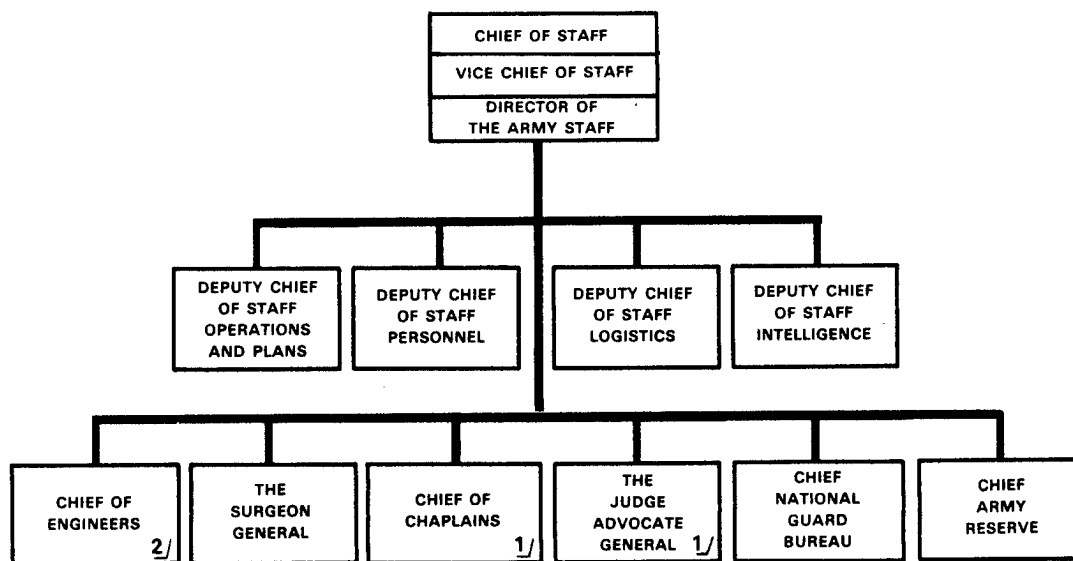 CHIEF OF STAFF
VICE CHIEF OF STAFF
DIRECTOR OF
THE ARMY STAFF
DEPUTY CHIEF
OF STAFF
OPERATIONS
AND PLANS
DEPUTY CHIEF
OF STAFF
PERSONNEL
DEPUTY CHIEF
OF STAFF
LOGISTICS
DEPUTY CHIEF
OF STAFF
INTELLIGENCE
CHIEF OF
ENGINEERS
2/
THE
SURGEON
GENERAL
CHIEF OF
CHAPLAINS
1/
THE
JUDGE
ADVOCATE
GENERAL 1/
CHIEF
NATIONAL
GUARD
BUREAU
CHIEF
ARMY
RESERVE